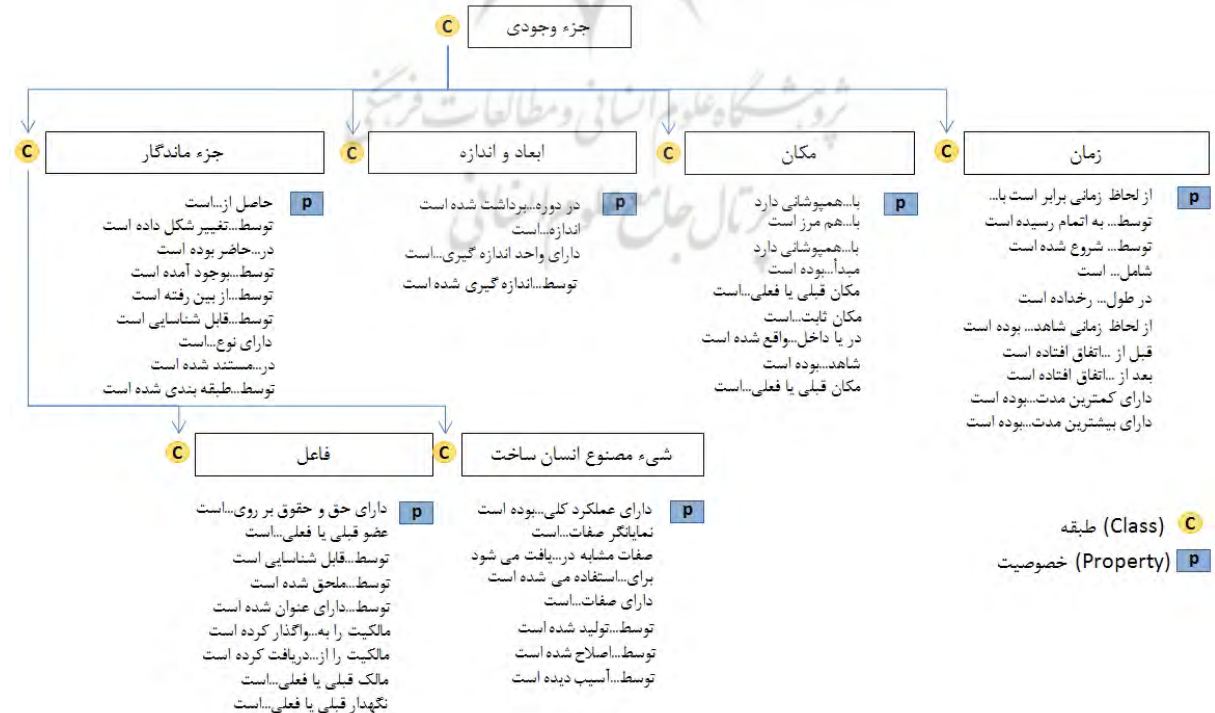 جزء وجودی
C
پژوهشگاه علوم انسانی و مطالعات فرهنگی
پرتال جامع علوم انسانی
زمان
C
p
از لحاظ زمانی برابر است با...
توسط... به اتمام رسیده است
توسط... شروع شده است
شامل... است
در طول... رخداده است
از لحاظ زمانی شاهد... بوده است
قبل از ...اتفاق افتاده است
بعد از ...اتفاق افتاده است
دارای کمترین مدت...بوده است
دارای بیشترین مدت...بوده است
مکان
C
p
با...همپوشانی دارد
با...هم مرز است
با...همپوشانی دارد
مبدأ...بوده است
مکان قبلی یا فعلی...است
مکان ثابت...است
در یا داخل...واقع شده است
شاهد...بوده است
مکان قبلی یا فعلی...است
ابعاد و اندازه
C
p
در دوره...برداشت شده است
اندازه...است
دارای واحد اندازه گیری...است
توسط...اندازه گیری شده است
جزء ماندگار
C
p
حاصل از...است
توسط...تغییر شکل داده است
در...حاضر بوده است
توسط...بوجود آمده است
توسط...از بین رفته است
توسط...قابل شناسایی است
دارای نوع...است
در...مستند شده است
توسط...طبقه بندی شده است
شیء مصنوع انسان ساخت
C
p
دارای عملکرد کلی...بوده است
نمایانگر صفات...است
صفات مشابه در...یافت می شود
برای...استفاده می شده است
دارای صفات...است
توسط...تولید شده است
توسط...اصلاح شده است
توسط...آسیب دیده است
فاعل
C
p
دارای حق و حقوق بر روی...است
عضو قبلی یا فعلی...است
توسط...قابل شناسایی است
توسط...ملحق شده است
توسط...دارای عنوان شده است
مالکیت را به...واگذار کرده است
مالکیت را از...دریافت کرده است
مالک قبلی یا فعلی...است
نگهدار قبلی یا فعلی...است
C (Class) طبقه
p (Property) خصوصیت